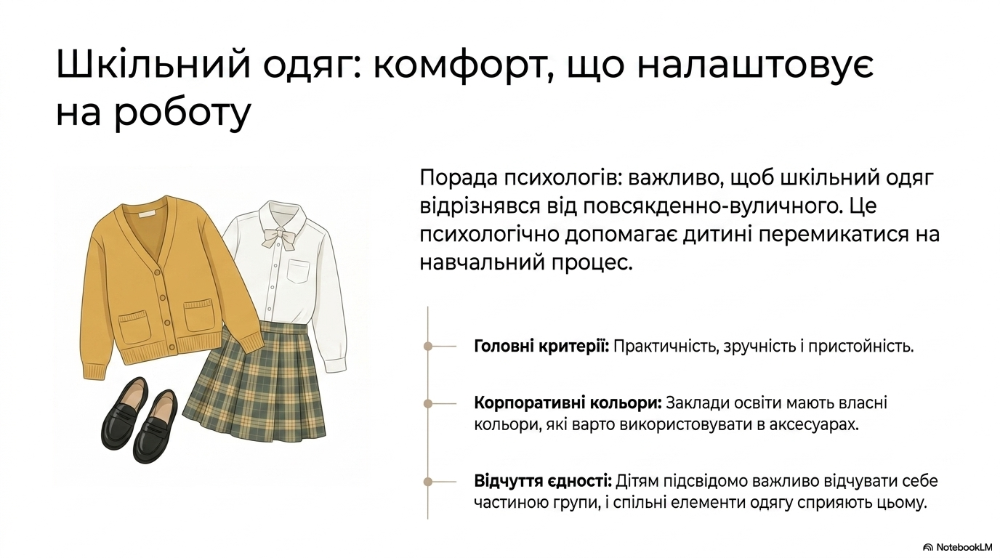 Шкільний одяг: комфорт, що налаштовує
на роботу
Порада психологів: важливо, щоб шкільний одяг
відрізнявся від повсякденно-вуличного. Це
психологічно допомагає дитині перемикатися на
навчальний процес.
Головні критерії: Практичність, зручність і пристойність.
Корпоративні кольори: Заклади освіти мають власні
кольори, які варто використовувати в аксесуарах.
Відчуття єдності: Дітям підсвідомо важливо відчувати себе
частиною групи, і спільні елементи одягу сприяють цьому.
NotebookLM